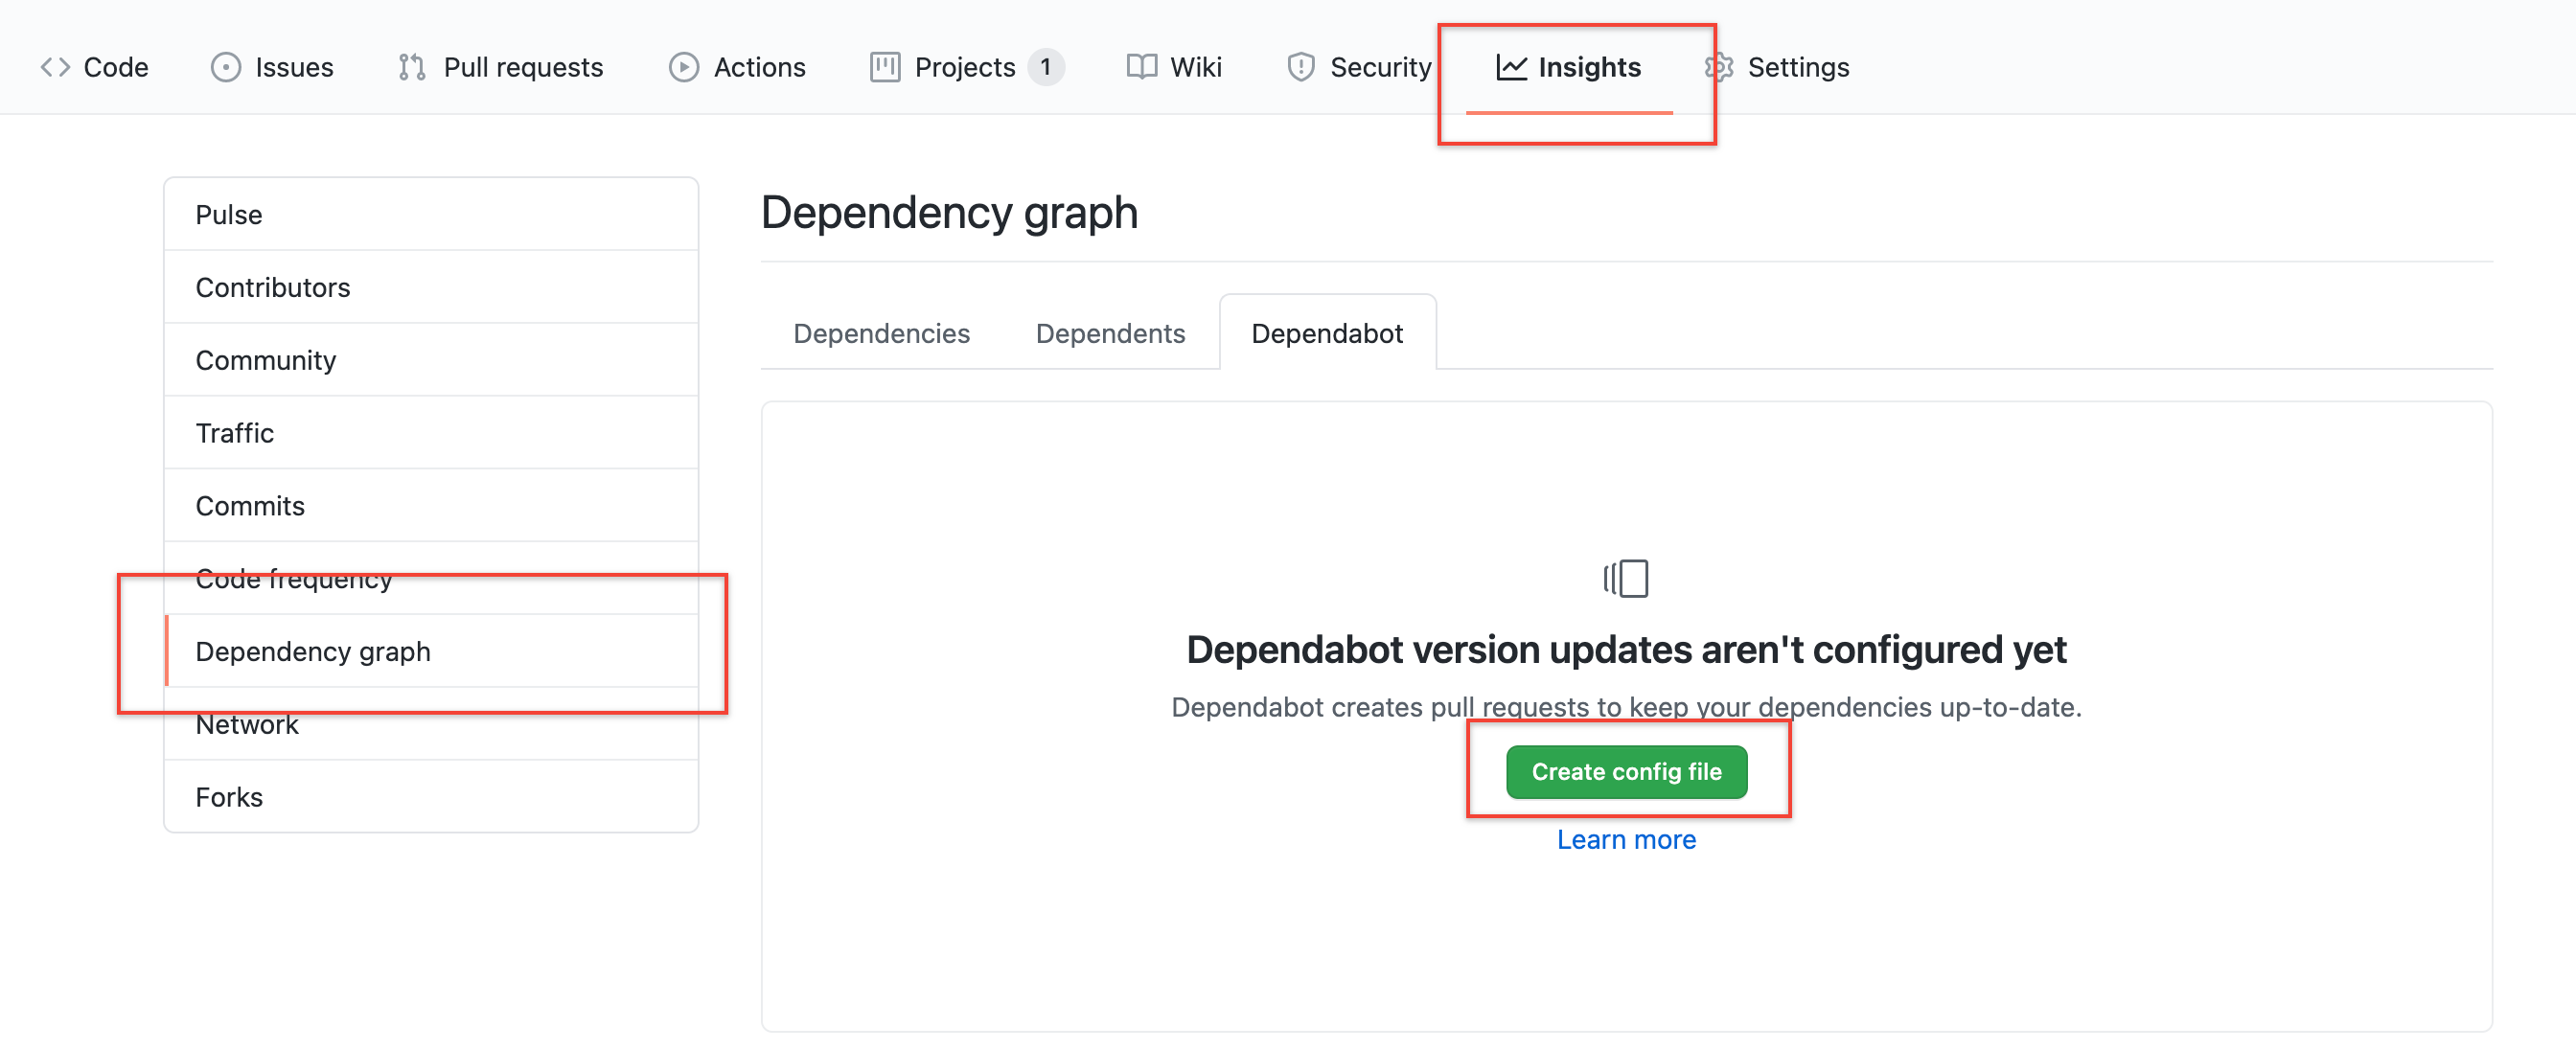 Code Issues Pull requests Actions Projects 1 Wiki Security Insights Settings
Pulse
Contributors
Community
Traffic
Commits
Code frequency
Dependency graph
Network
Forks
Dependency graph
Dependencies Dependents Dependabot
Dependabot version updates aren't configured yet
Dependabot creates pull requests to keep your dependencies up-to-date.
Create config file
Learn more